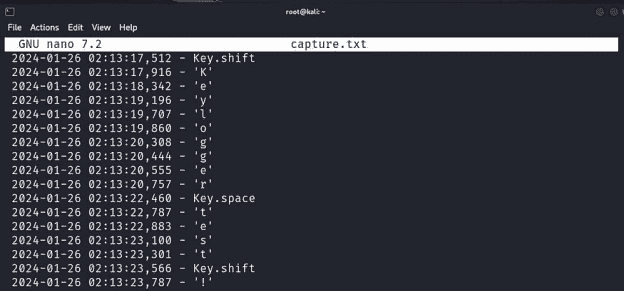 root@kali: ~
File Actions Edit View Help
GNU nano 7.2 capture.txt
2024-01-26 02:13:17,512 - Key.shift
2024-01-26 02:13:17,916 - 'K'
2024-01-26 02:13:18,342 - 'e'
2024-01-26 02:13:19,196 - 'y'
2024-01-26 02:13:19,707 - 'l'
2024-01-26 02:13:19,860 - 'o'
2024-01-26 02:13:20,308 - 'g'
2024-01-26 02:13:20,444 - 'g'
2024-01-26 02:13:20,555 - 'e'
2024-01-26 02:13:20,757 - 'r'
2024-01-26 02:13:22,460 - Key.space
2024-01-26 02:13:22,787 - 't'
2024-01-26 02:13:22,883 - 'e'
2024-01-26 02:13:23,100 - 's'
2024-01-26 02:13:23,301 - 't'
2024-01-26 02:13:23,566 - Key.shift
2024-01-26 02:13:23,787 - '!'